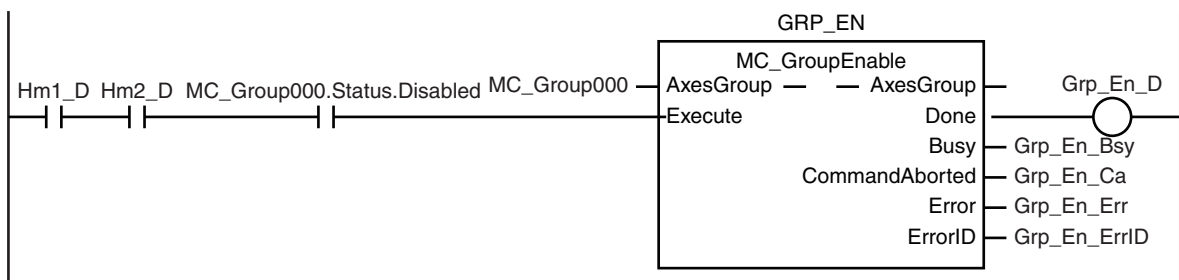 GRP_EN
MC_GroupEnable
Hm1_D Hm2_D MC_Group000.Status.Disabled MC_Group000 AxesGroup AxesGroup Grp_En_D
Execute Done
Busy Grp_En_Bsy
CommandAborted Grp_En_Ca
Error Grp_En_Err
ErrorID Grp_En_ErrID